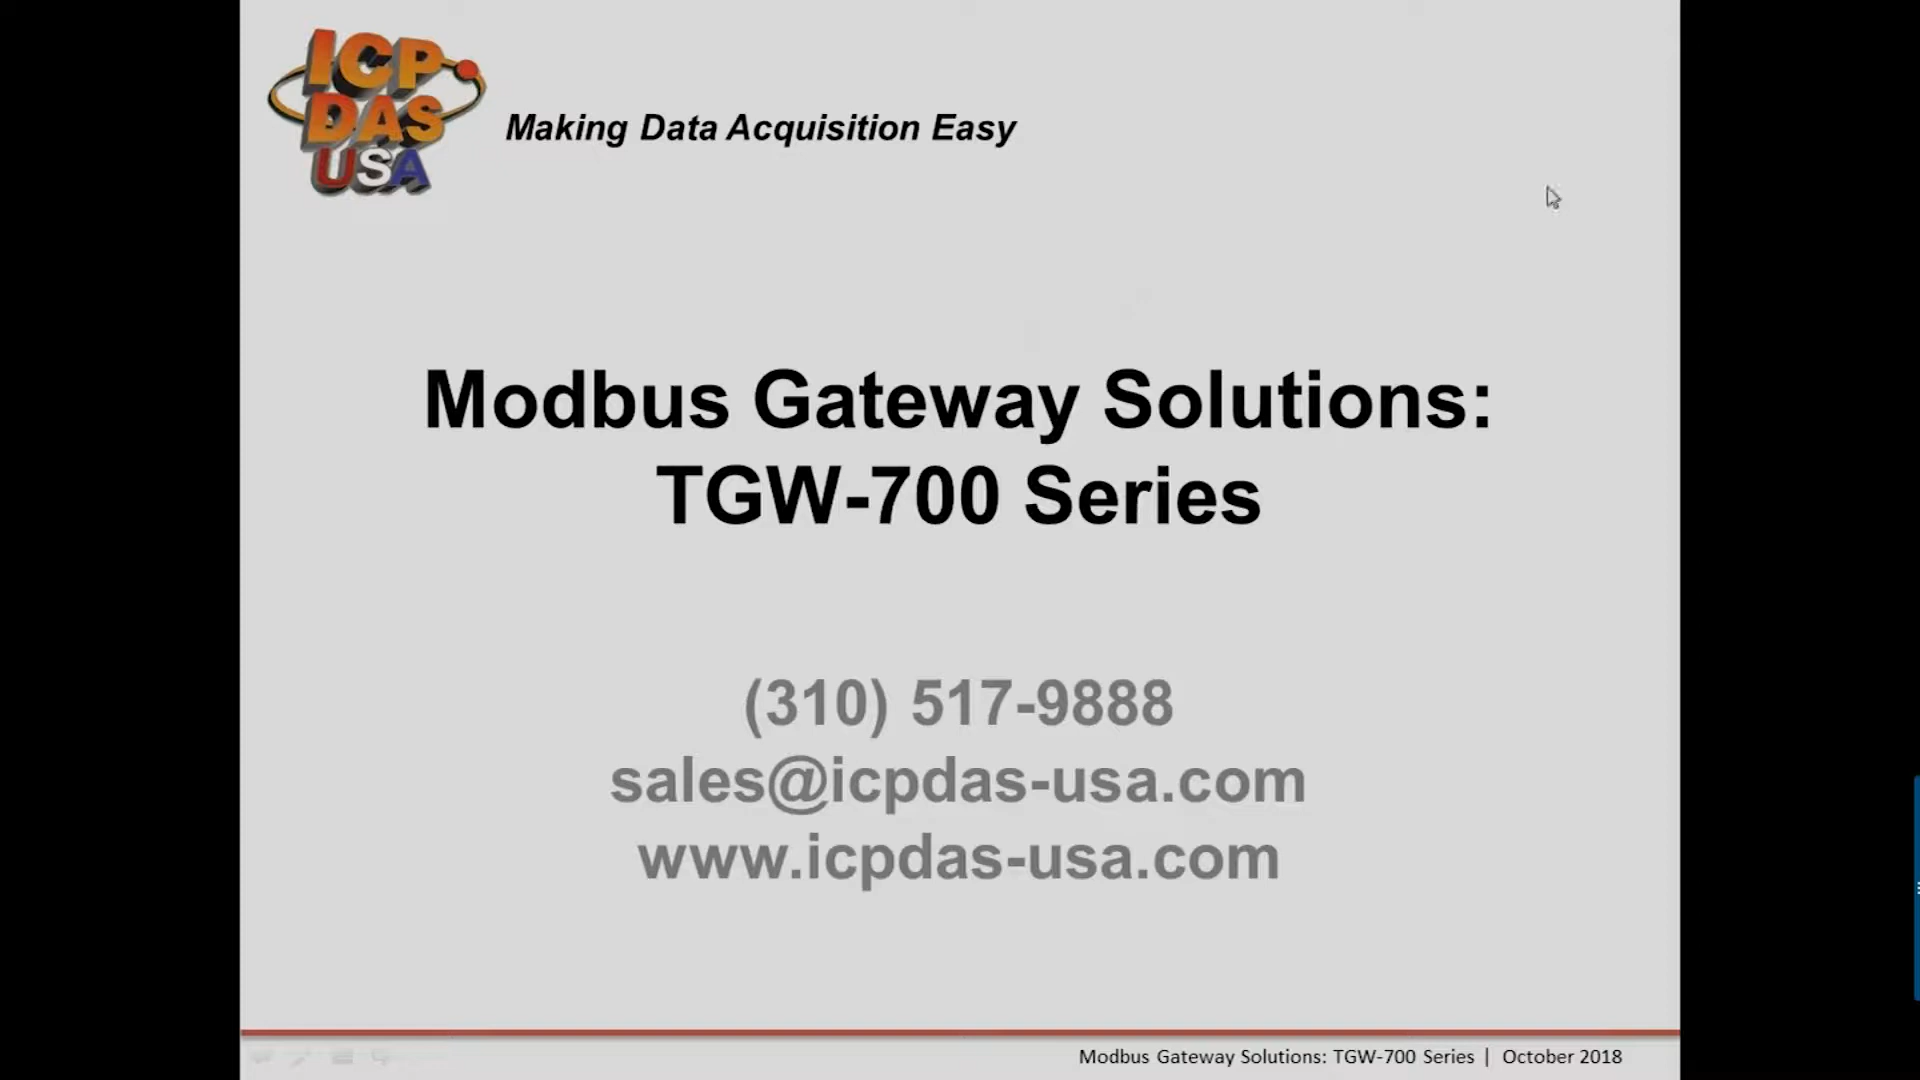 ICP
DAS
USA
Making Data Acquisition Easy
Modbus Gateway Solutions:
TGW-700 Series
(310) 517-9888
sales@icpdas-usa.com
www.icpdas-usa.com
Modbus Gateway Solutions: TGW-700 Series | October 2018